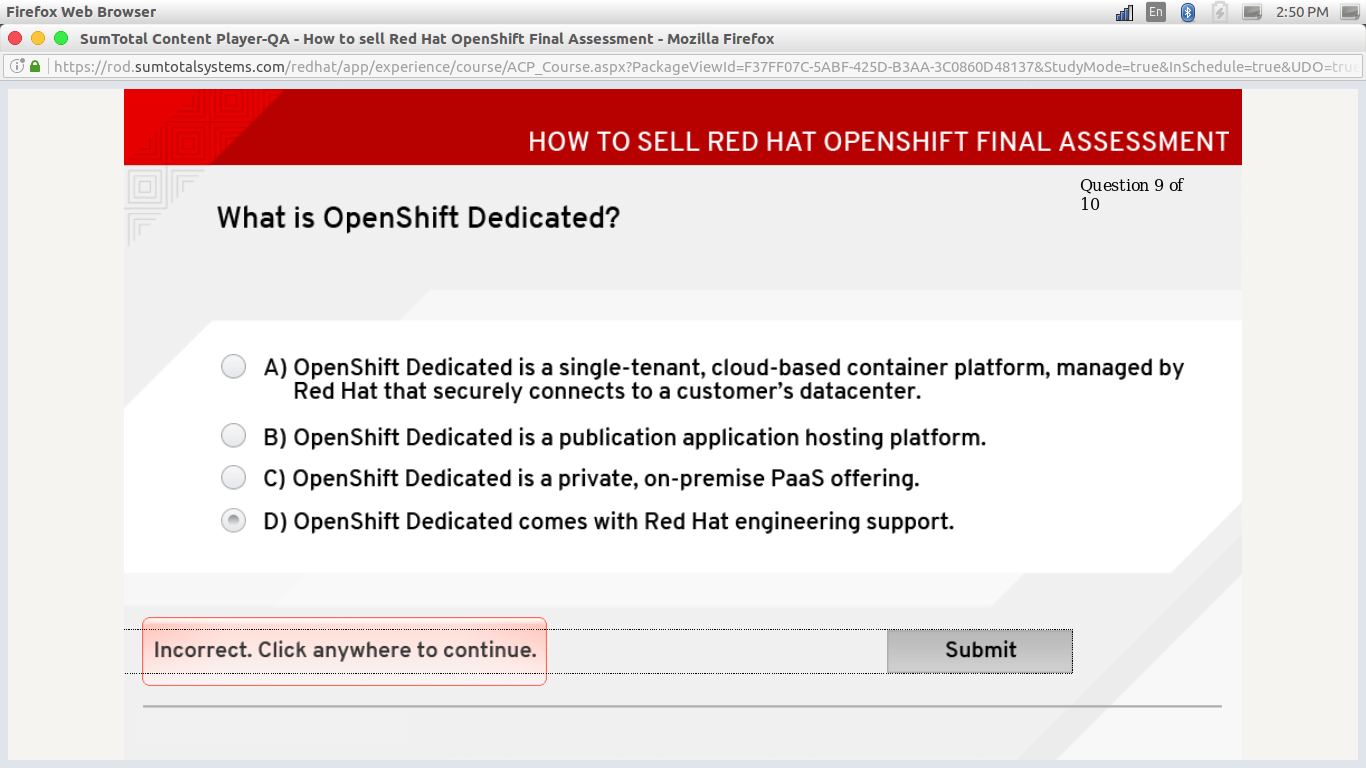 Firefox Web Browser
En
2:50 PM
SumTotal Content Player-QA - How to sell Red Hat OpenShift Final Assessment - Mozilla Firefox
https://rod.sumtotalsystems.com/redhat/app/experience/course/ACP_Course.aspx?PackageViewId=F37FF07C-5ABF-425D-B3AA-3C0860D48137&StudyMode=true&InSchedule=true&UDO=true
HOW TO SELL RED HAT OPENSHIFT FINAL ASSESSMENT
Question 9 of
10
What is OpenShift Dedicated?
A) OpenShift Dedicated is a single-tenant, cloud-based container platform, managed by
Red Hat that securely connects to a customer’s datacenter.
B) OpenShift Dedicated is a publication application hosting platform.
C) OpenShift Dedicated is a private, on-premise PaaS offering.
D) OpenShift Dedicated comes with Red Hat engineering support.
Incorrect. Click anywhere to continue.
Submit